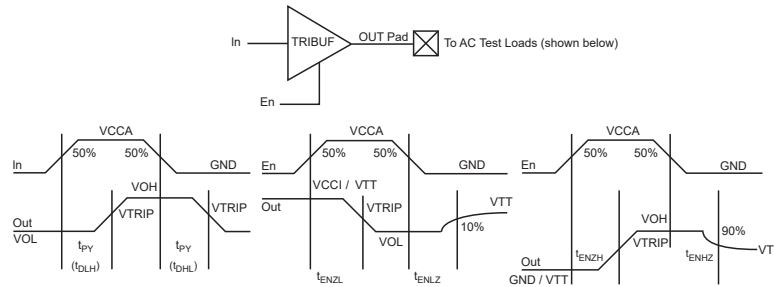 In
TRIBUF
OUT Pad
To AC Test Loads (shown below)
En
VCCA
In
50%
50%
GND
VOH
Out
VOL
VTRIP
VTRIP
tPY
(tDLH)
tPY
(tDHL)
VCCA
En
50%
50%
GND
VCCI / VTT
Out
VTRIP
VOL
VTT
10%
tENZL
tENLZ
VCCA
En
50%
50%
GND
VOH
VTRIP
90%
VT
Out
GND / VTT
tENZH
tENHZ